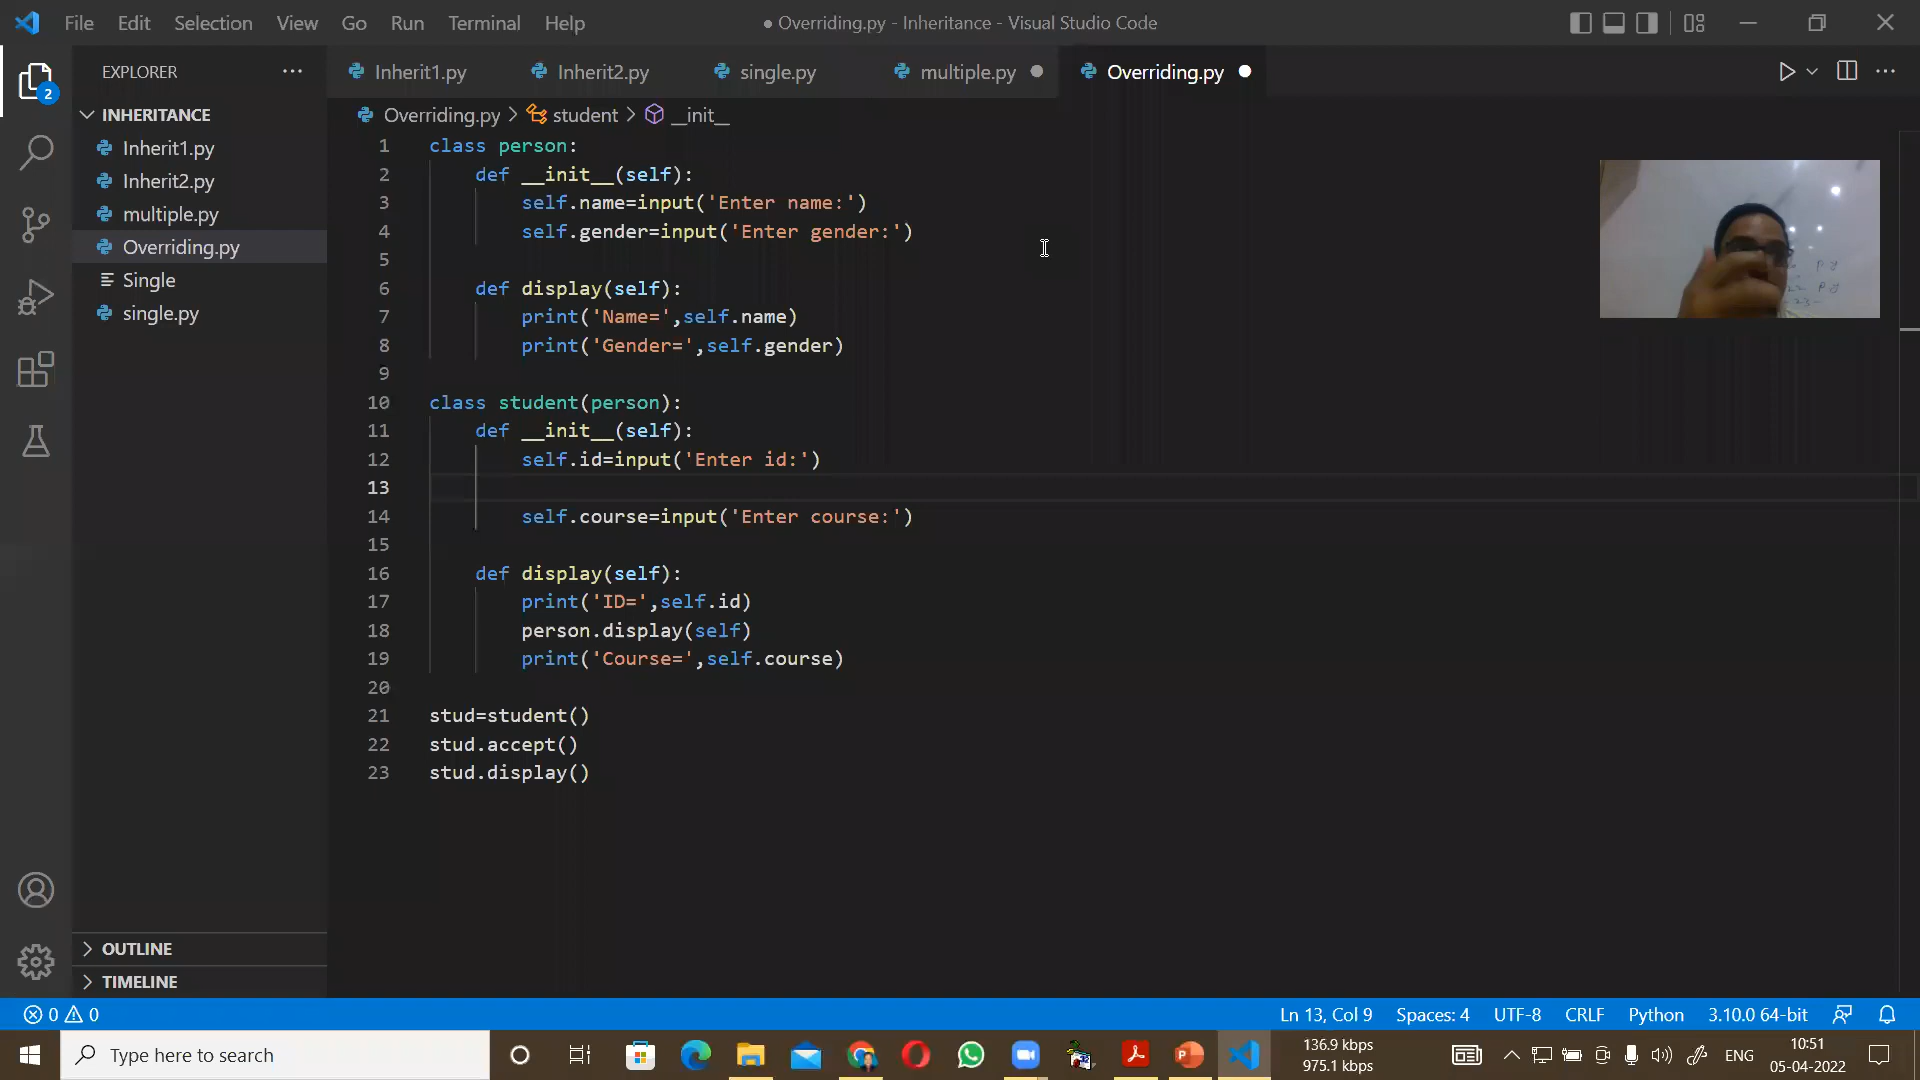 File Edit Selection View Go Run Terminal Help
● Overriding.py - Inheritance - Visual Studio Code
EXPLORER ···
Inherit1.py Inherit2.py single.py multiple.py Overriding.py
INHERITANCE
Inherit1.py
Inherit2.py
multiple.py
Overriding.py
Single
single.py
OUTLINE
TIMELINE
2
Overriding.py > student > __init__
1 class person:
2 def __init__(self):
3 self.name=input('Enter name:')
4 self.gender=input('Enter gender:')
5
6 def display(self):
7 print('Name=',self.name)
8 print('Gender=',self.gender)
9
10 class student(person):
11 def __init__(self):
12 self.id=input('Enter id:')
13
14 self.course=input('Enter course:')
15
16 def display(self):
17 print('ID=',self.id)
18 person.display(self)
19 print('Course=',self.course)
20
21 stud=student()
22 stud.accept()
23 stud.display()
0 0 Ln 13, Col 9 Spaces: 4 UTF-8 CRLF Python 3.10.0 64-bit
Type here to search
136.9 kbps
975.1 kbps
ENG
10:51
05-04-2022